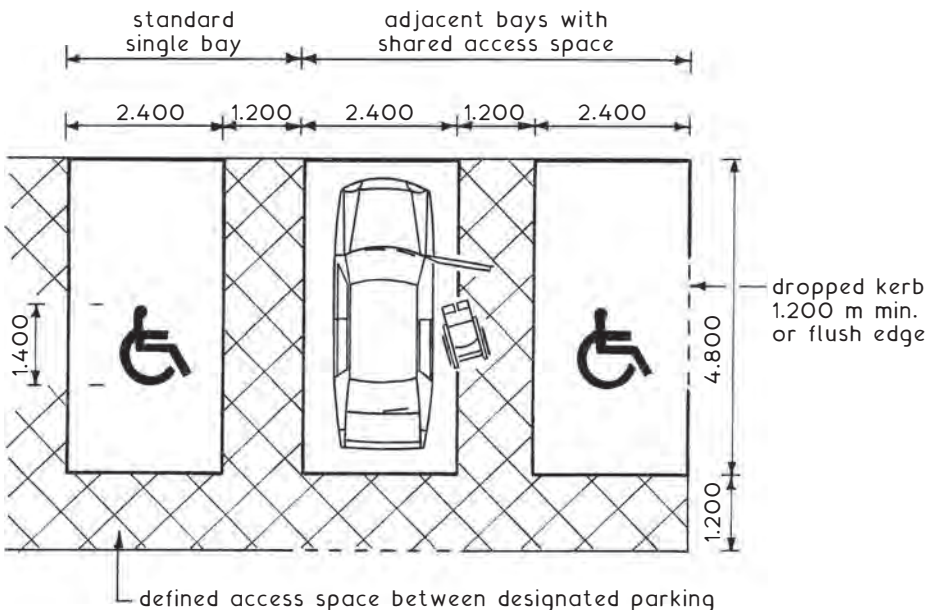 standard
single bay
adjacent bays with
shared access space
2.400
1.200
2.400
1.200
2.400
dropped kerb
1.200 m min.
or flush edge
1.400
4.800
1.200
defined access space between designated parking